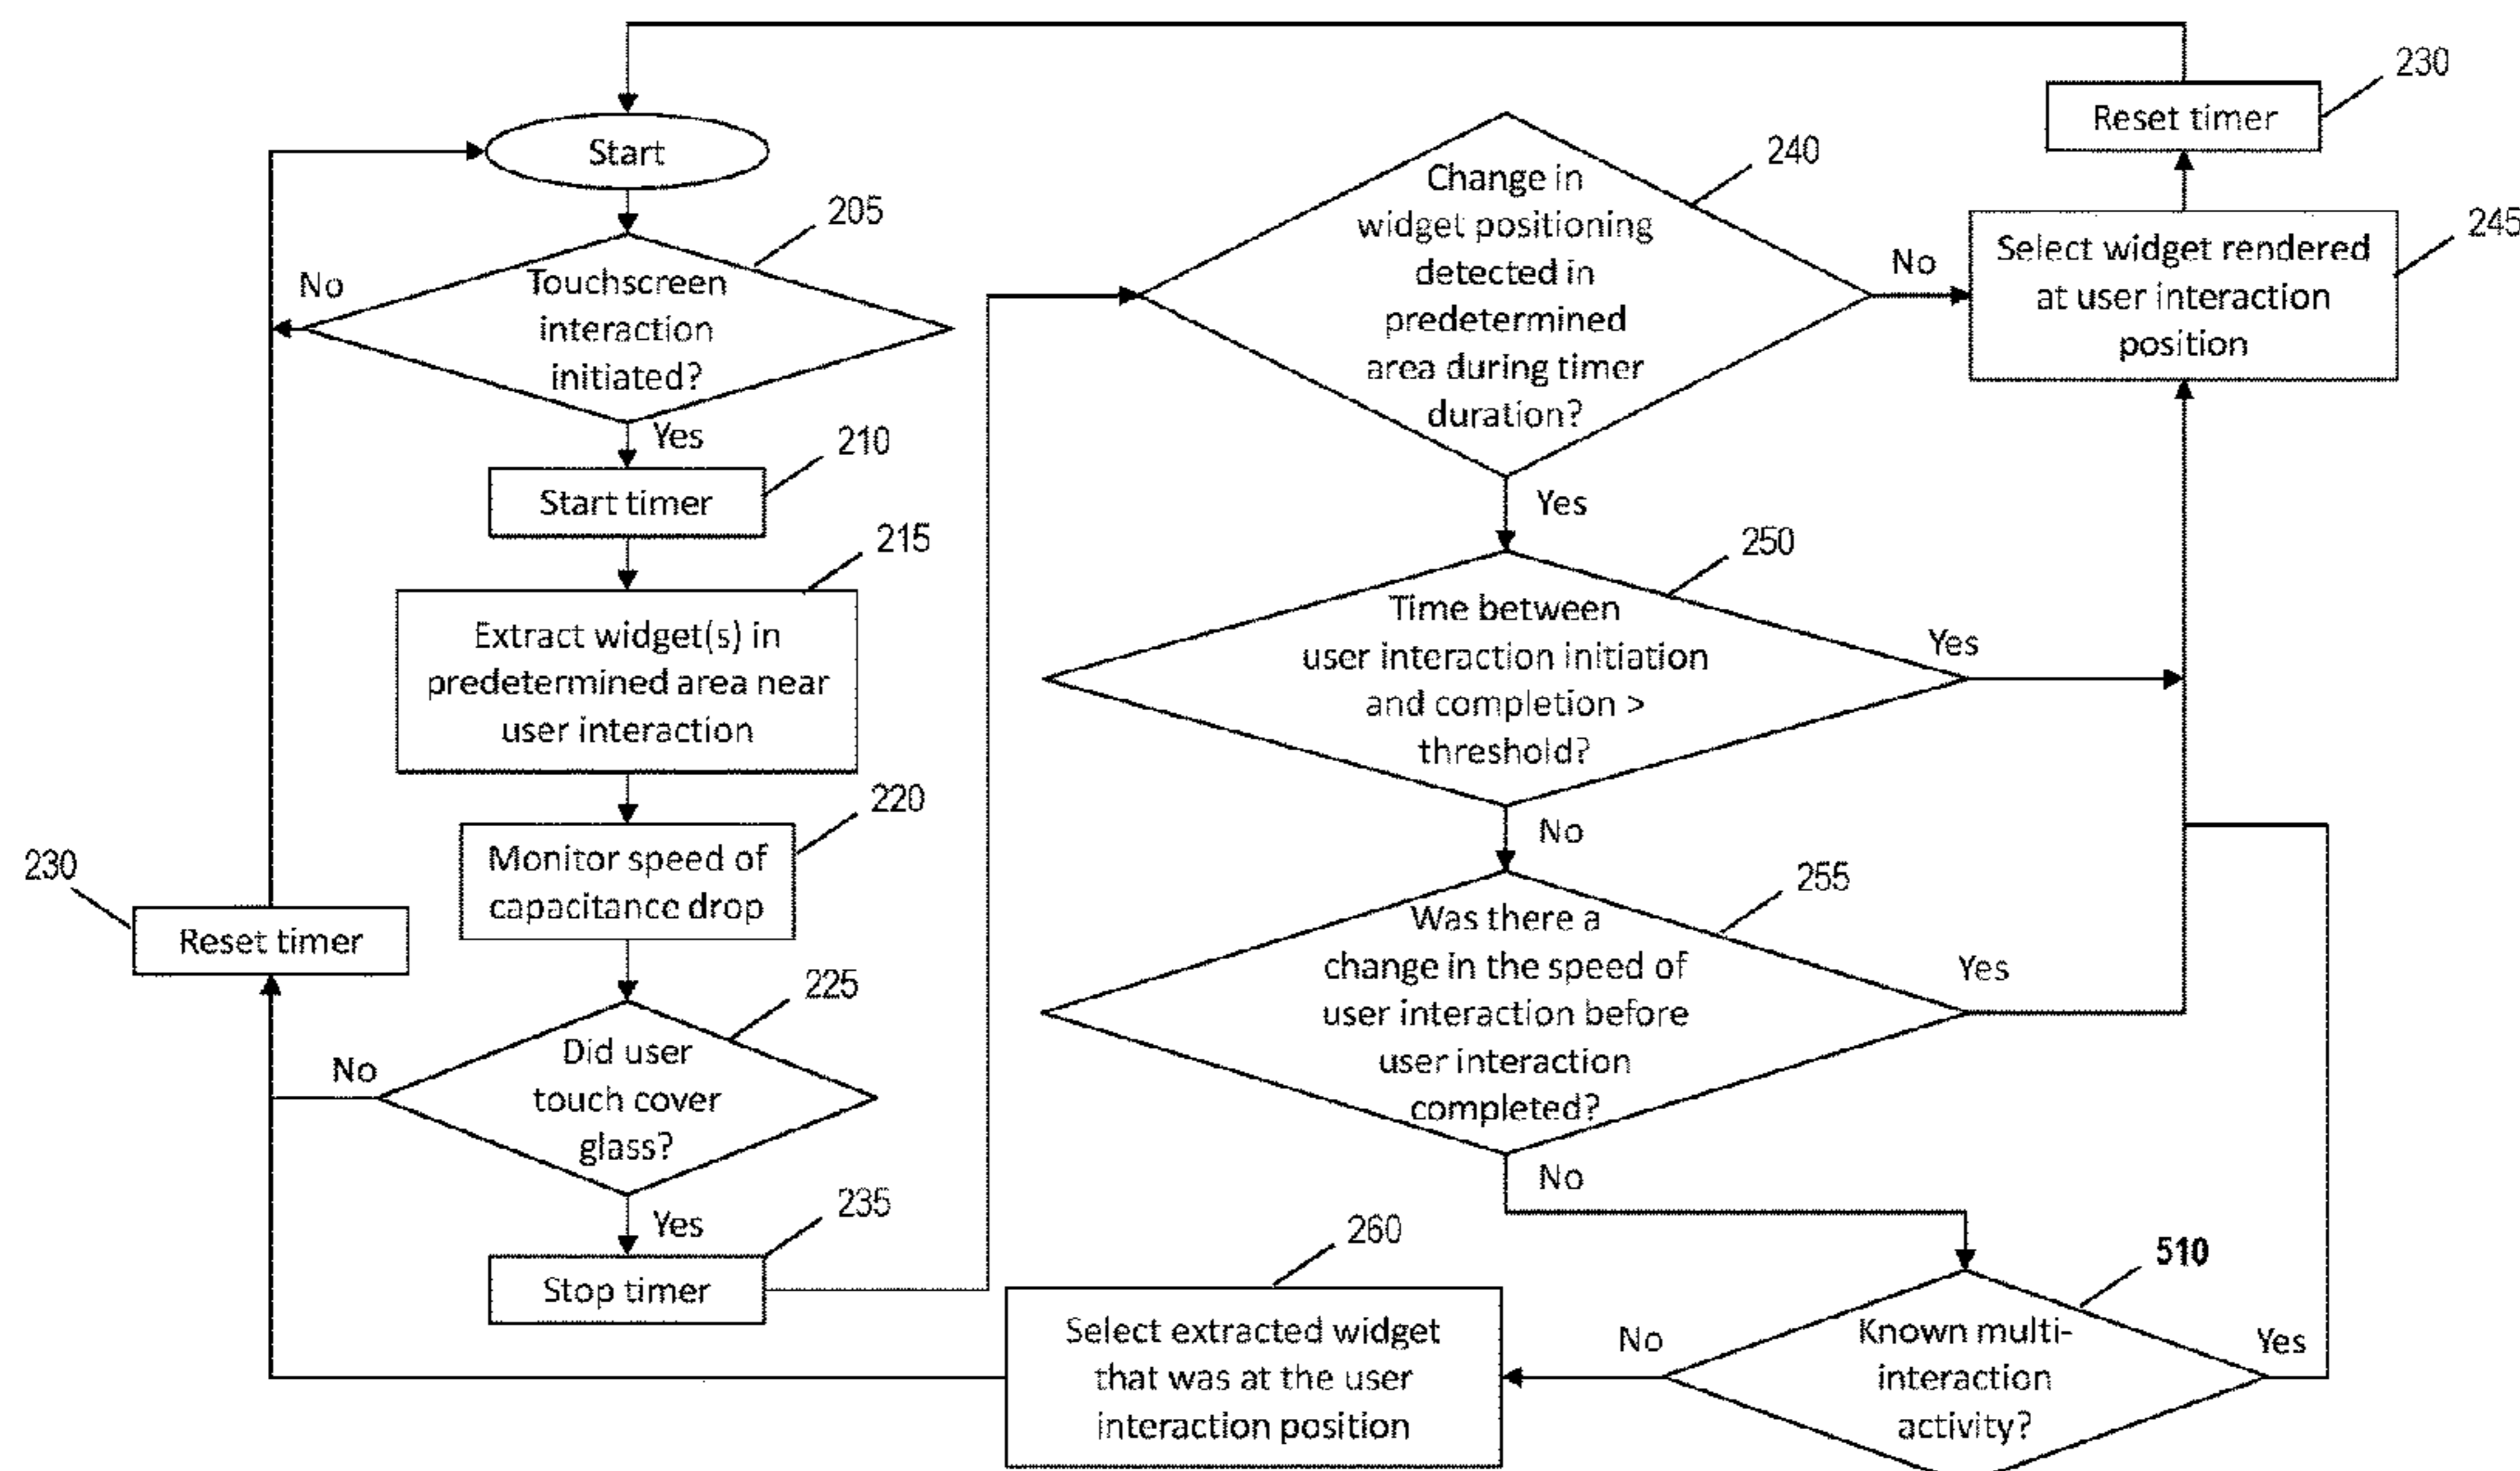 Start
205
Touchscreen
interaction
initiated?
No
Yes
210
Start timer
215
Extract widget(s) in
predetermined area near
user interaction
220
Monitor speed of
capacitance drop
230
Reset timer
225
Did user
touch cover
glass?
No
Yes
235
Stop timer
240
Change in
widget positioning
detected in
predetermined
area during timer
duration?
No
Yes
230
Reset timer
245
Select widget rendered
at user interaction
position
250
Time between
user interaction initiation
and completion >
threshold?
Yes
No
255
Was there a
change in the speed of
user interaction before
user interaction
completed?
Yes
No
510
Known multi-
interaction
activity?
Yes
No
260
Select extracted widget
that was at the user
interaction position